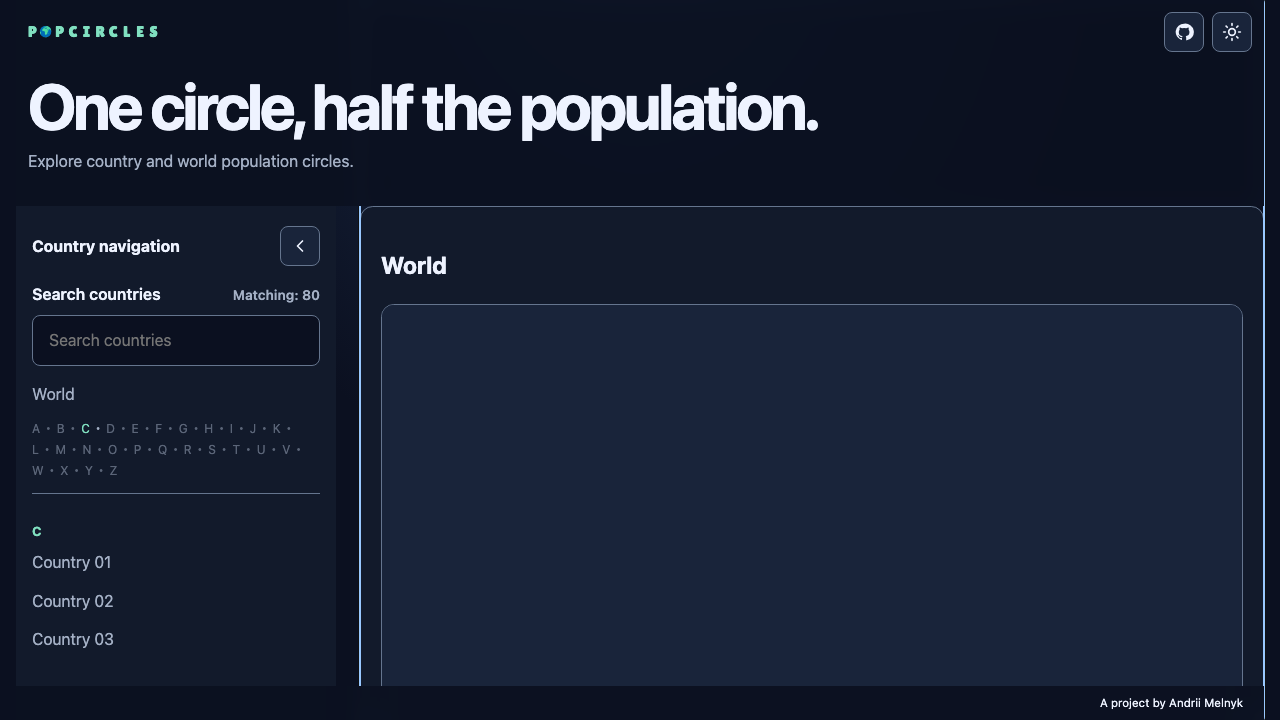 P🌍PCIRCLES
One circle, half the population.
Explore country and world population circles.
Country navigation
Search countries Matching: 80
Search countries
World
A • B • C • D • E • F • G • H • I • J • K •
L • M • N • O • P • Q • R • S • T • U • V •
W • X • Y • Z
C
Country 01
Country 02
Country 03
World
A project by Andrii Melnyk